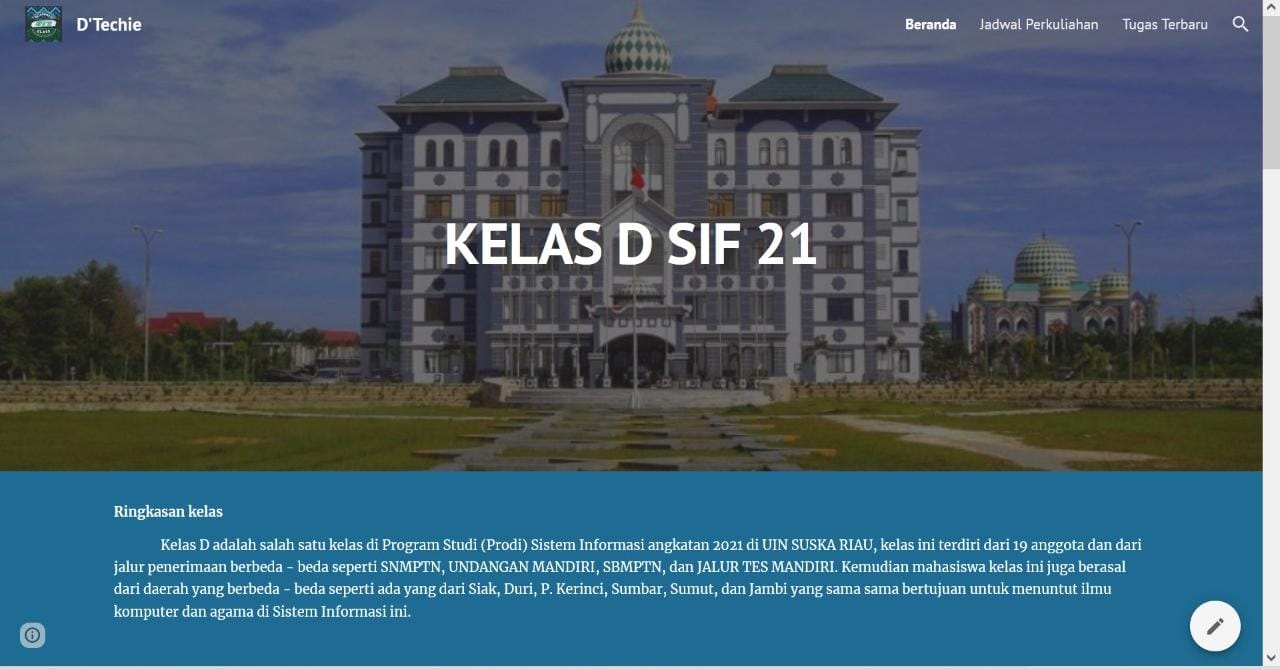 D'Techie
Beranda
Jadwal Perkuliahan
Tugas Terbaru
KELAS D SIF 21
Ringkasan kelas
Kelas D adalah salah satu kelas di Program Studi (Prodi) Sistem Informasi angkatan 2021 di UIN SUSKA RIAU, kelas ini terdiri dari 19 anggota dan dari
jalur penerimaan berbeda - beda seperti SNMPTN, UNDANGAN MANDIRI, SBMPTN, dan JALUR TES MANDIRI. Kemudian mahasiswa kelas ini juga berasal
dari daerah yang berbeda - beda seperti ada yang dari Siak, Duri, P. Kerinci, Sumbar, Sumut, dan Jambi yang sama sama bertujuan untuk menuntut ilmu
komputer dan agama di Sistem Informasi ini.